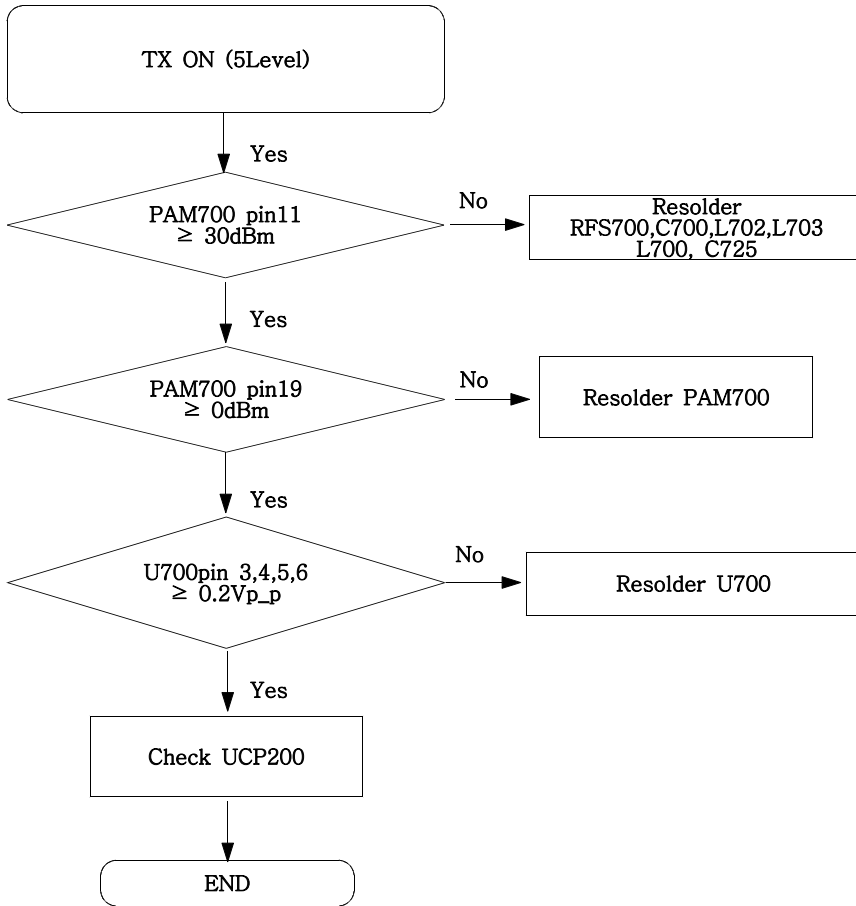 TX ON (5Level)
Yes
PAM700 pin11
≥ 30dBm
No
Resolder
RFS700,C700,L702,L703
L700, C725
Yes
PAM700 pin19
≥ 0dBm
No
Resolder PAM700
Yes
U700pin 3,4,5,6
≥ 0.2Vp_p
No
Resolder U700
Yes
Check UCP200
END